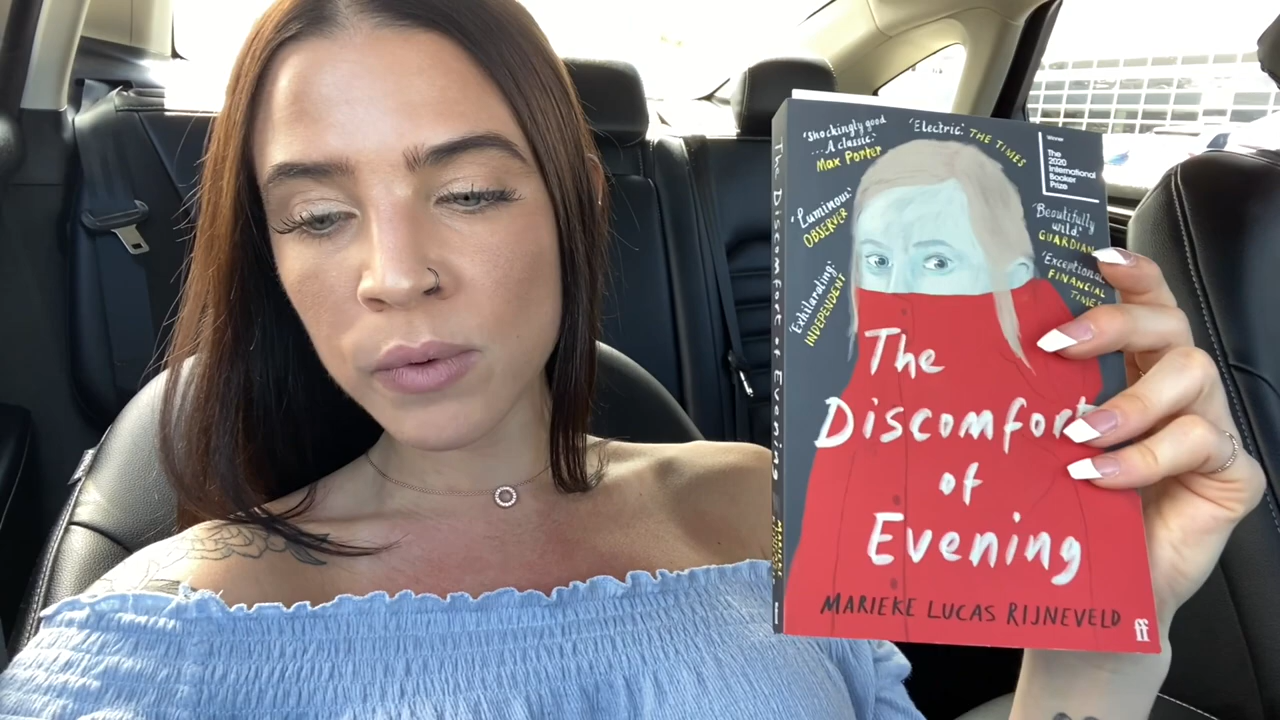 'Shockingly good
...A classic.'
Max Porter
'Electric.' THE TIMES
Winner
The
2020
International
Booker
Prize
'Luminous'
OBSERVER
'Beautifully
wild.'
GUARDIAN
'Exceptional
FINANCIAL
TIMES
'Exhilarating.'
INDEPENDENT
The
Discomfort
of
Evening
MARIEKE LUCAS RIJNEVELD
ff
The Discomfort of Evening